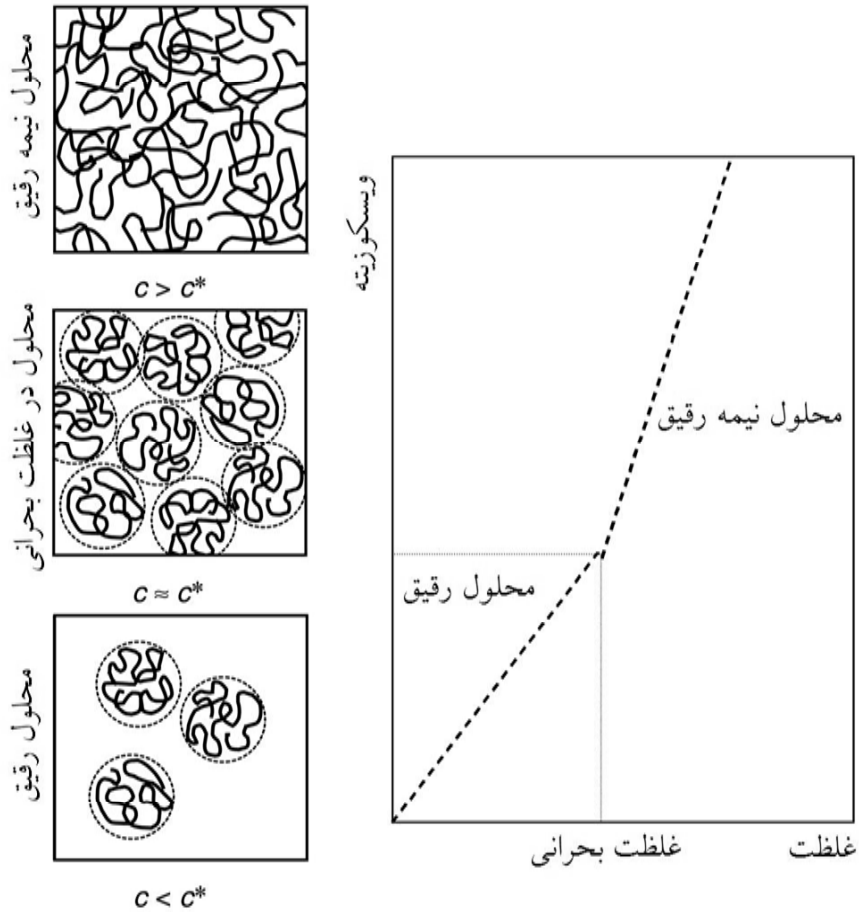 محلول نیمه رقیق
c > c*
محلول در غلظت بحرانی
c ≈ c*
محلول رقیق
c < c*
ویسکوزیته
محلول نیمه رقیق
محلول رقیق
غلظت بحرانی
غلظت